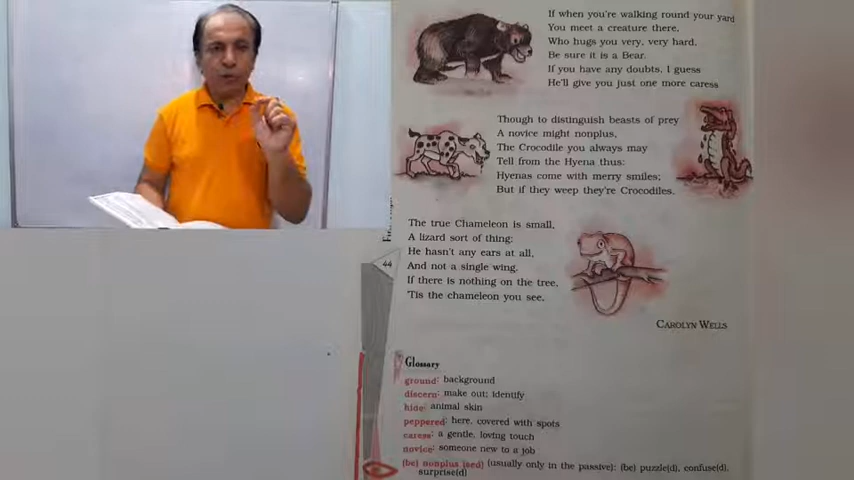 If when you're walking round your yard
You meet a creature there,
Who hugs you very, very hard,
Be sure it is a Bear.
If you have any doubts, I guess
He'll give you just one more caress
Though to distinguish beasts of prey
A novice might nonplus,
The Crocodile you always may
Tell from the Hyena thus:
Hyenas come with merry smiles;
But if they weep they're Crocodiles.
The true Chameleon is small,
A lizard sort of thing;
He hasn't any ears at all,
And not a single wing.
If there is nothing on the tree,
'Tis the chameleon you see.
44
CAROLYN WELLS
Glossary
ground: background
discern: make out; identify
hide: animal skin
peppered: here, covered with spots
caress: a gentle, loving touch
novice: someone new to a job
(be) nonplus (sed) (usually only in the passive): (be) puzzle(d), confuse(d),
surprise(d)